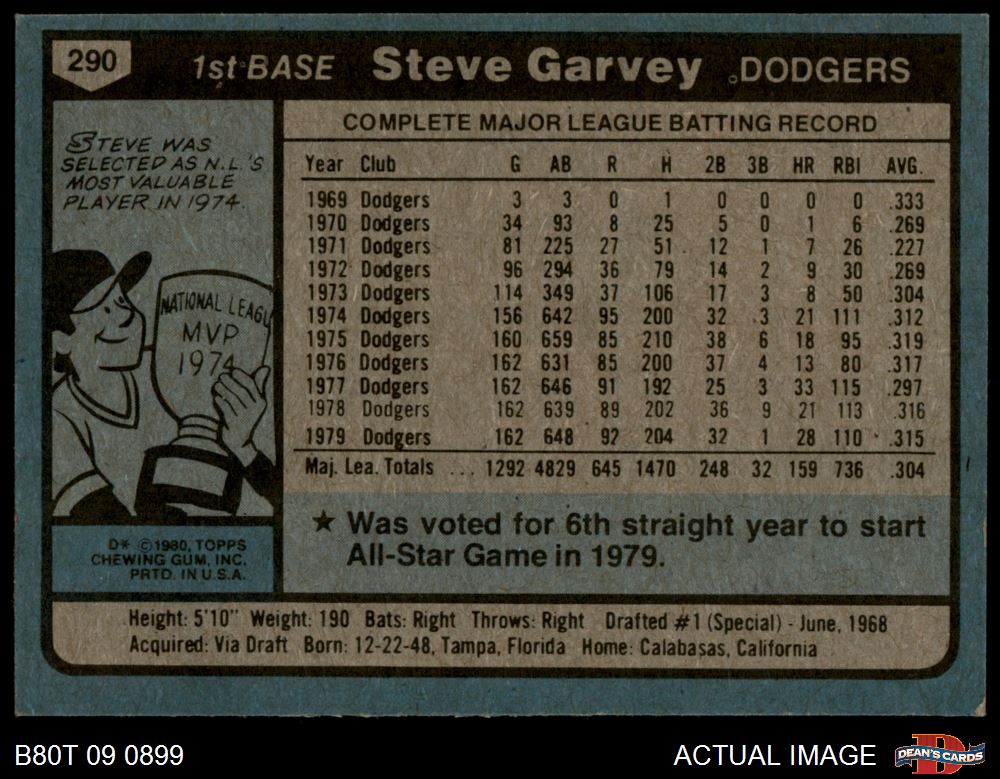 290
1st BASE Steve Garvey DODGERS
STEVE WAS
SELECTED AS N.L.'S
MOST VALUABLE
PLAYER IN 1974.
NATIONAL LEAGU
MVP
1974
D* ©1980, TOPPS
CHEWING GUM, INC.
PRTD. IN U.S.A.
COMPLETE MAJOR LEAGUE BATTING RECORD
Year Club G AB R H 2B 3B HR RBI AVG.
1969 Dodgers 3 3 0 1 0 0 0 0 .333
1970 Dodgers 34 93 8 25 5 0 1 6 .269
1971 Dodgers 81 225 27 51 12 1 7 26 .227
1972 Dodgers 96 294 36 79 14 2 9 30 .269
1973 Dodgers 114 349 37 106 17 3 8 50 .304
1974 Dodgers 156 642 95 200 32 3 21 111 .312
1975 Dodgers 160 659 85 210 38 6 18 95 .319
1976 Dodgers 162 631 85 200 37 4 13 80 .317
1977 Dodgers 162 646 91 192 25 3 33 115 .297
1978 Dodgers 162 639 89 202 36 9 21 113 .316
1979 Dodgers 162 648 92 204 32 1 28 110 .315
Maj. Lea. Totals ... 1292 4829 645 1470 248 32 159 736 .304
★ Was voted for 6th straight year to start
All-Star Game in 1979.
Height: 5'10" Weight: 190 Bats: Right Throws: Right Drafted #1 (Special) - June, 1968
Acquired: Via Draft Born: 12-22-48, Tampa, Florida Home: Calabasas, California
B80T 09 0899
ACTUAL IMAGE
D
DEAN'S CARDS